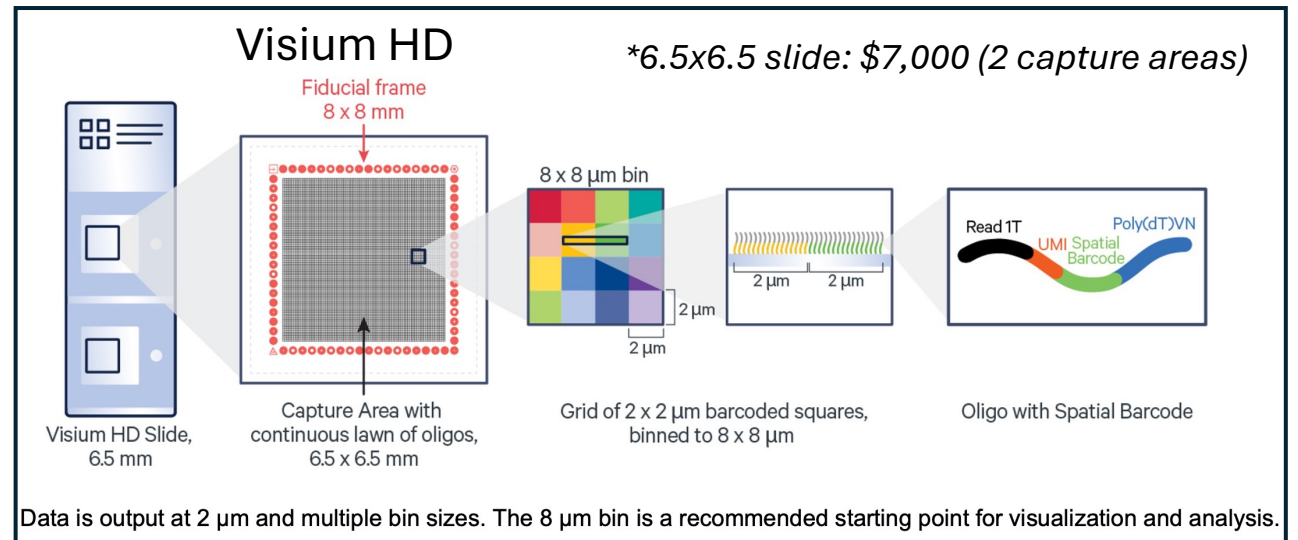 Visium HD
*6.5x6.5 slide: $7,000 (2 capture areas)
Fiducial frame
8 x 8 mm
8 x 8 µm bin
2 µm
2 µm
2 µm
2 µm
Read 1T
UMI
Spatial
Barcode
Poly(dT)VN
Visium HD Slide,
6.5 mm
Capture Area with
continuous lawn of oligos,
6.5 x 6.5 mm
Grid of 2 x 2 µm barcoded squares,
binned to 8 x 8 µm
Oligo with Spatial Barcode
Data is output at 2 µm and multiple bin sizes. The 8 µm bin is a recommended starting point for visualization and analysis.